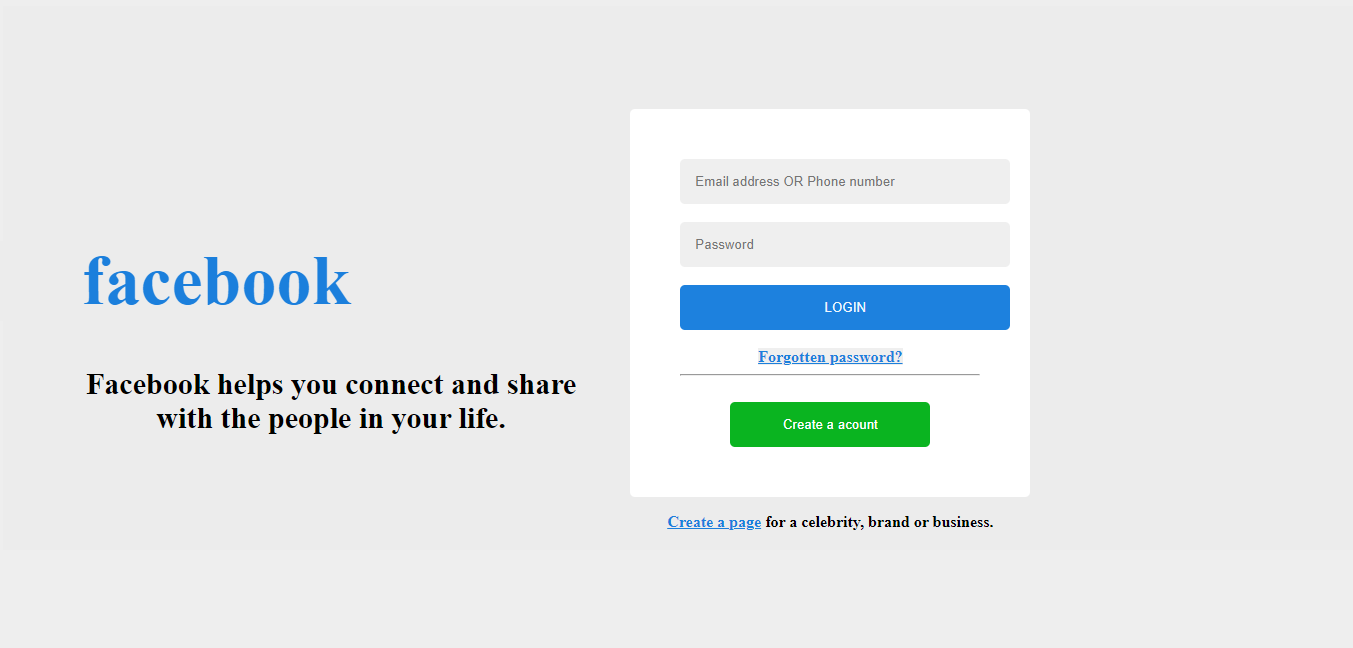 facebook
Facebook helps you connect and share
with the people in your life.
Email address OR Phone number
Password
LOGIN
Forgotten password?
Create a acount
Create a page for a celebrity, brand or business.